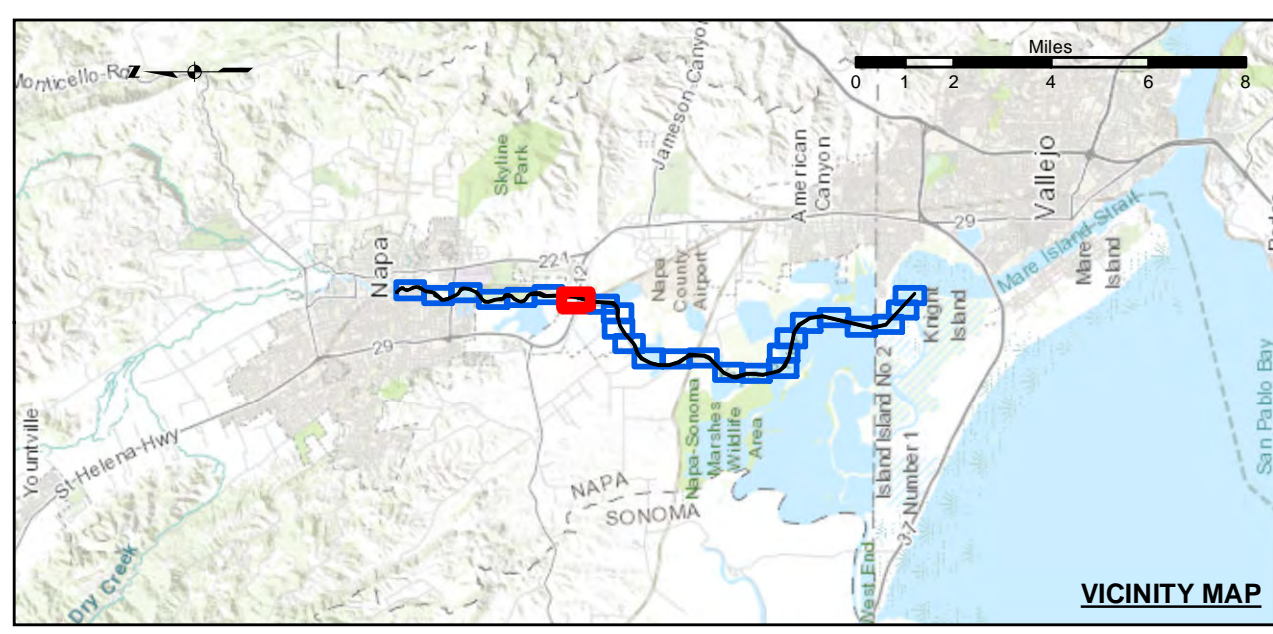 Monticello-Rd
Z
Miles
0 1 2 4 6 8
Jameson-Canyon
Skyline
Park
American
Canyon
Vallejo
29
Mare Island-Strait
Mare
Island
Napa
221
12
Napa
County
Airport
Knight
Island
29
Island Island No 2
Napa-Sonoma
Marshes
Wildlife
Area
Yountville
St-Helena-Hwy
NAPA
SONOMA
37
Number 1
San Pablo Bay
Dry Creek
West End
VICINITY MAP